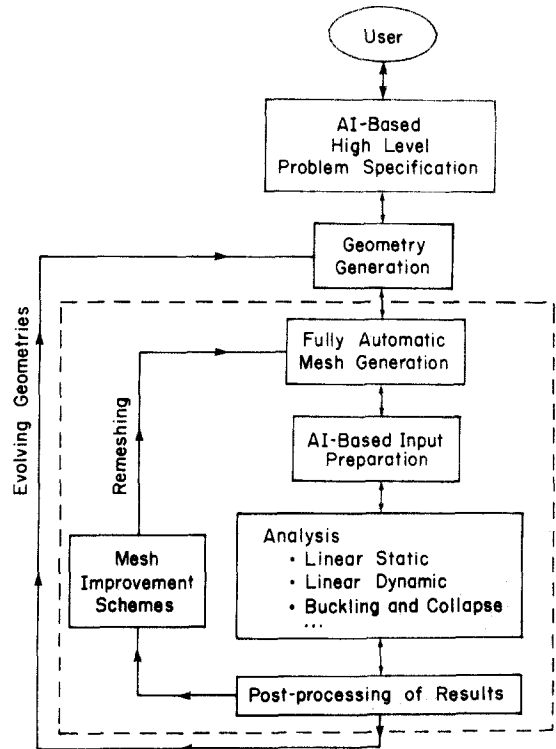 User
AI-Based
High Level
Problem Specification
Geometry
Generation
Evolving Geometries
Fully Automatic
Mesh Generation
Remeshing
AI-Based Input
Preparation
Analysis
• Linear Static
• Linear Dynamic
• Buckling and Collapse
...
Mesh
Improvement
Schemes
Post-processing of Results